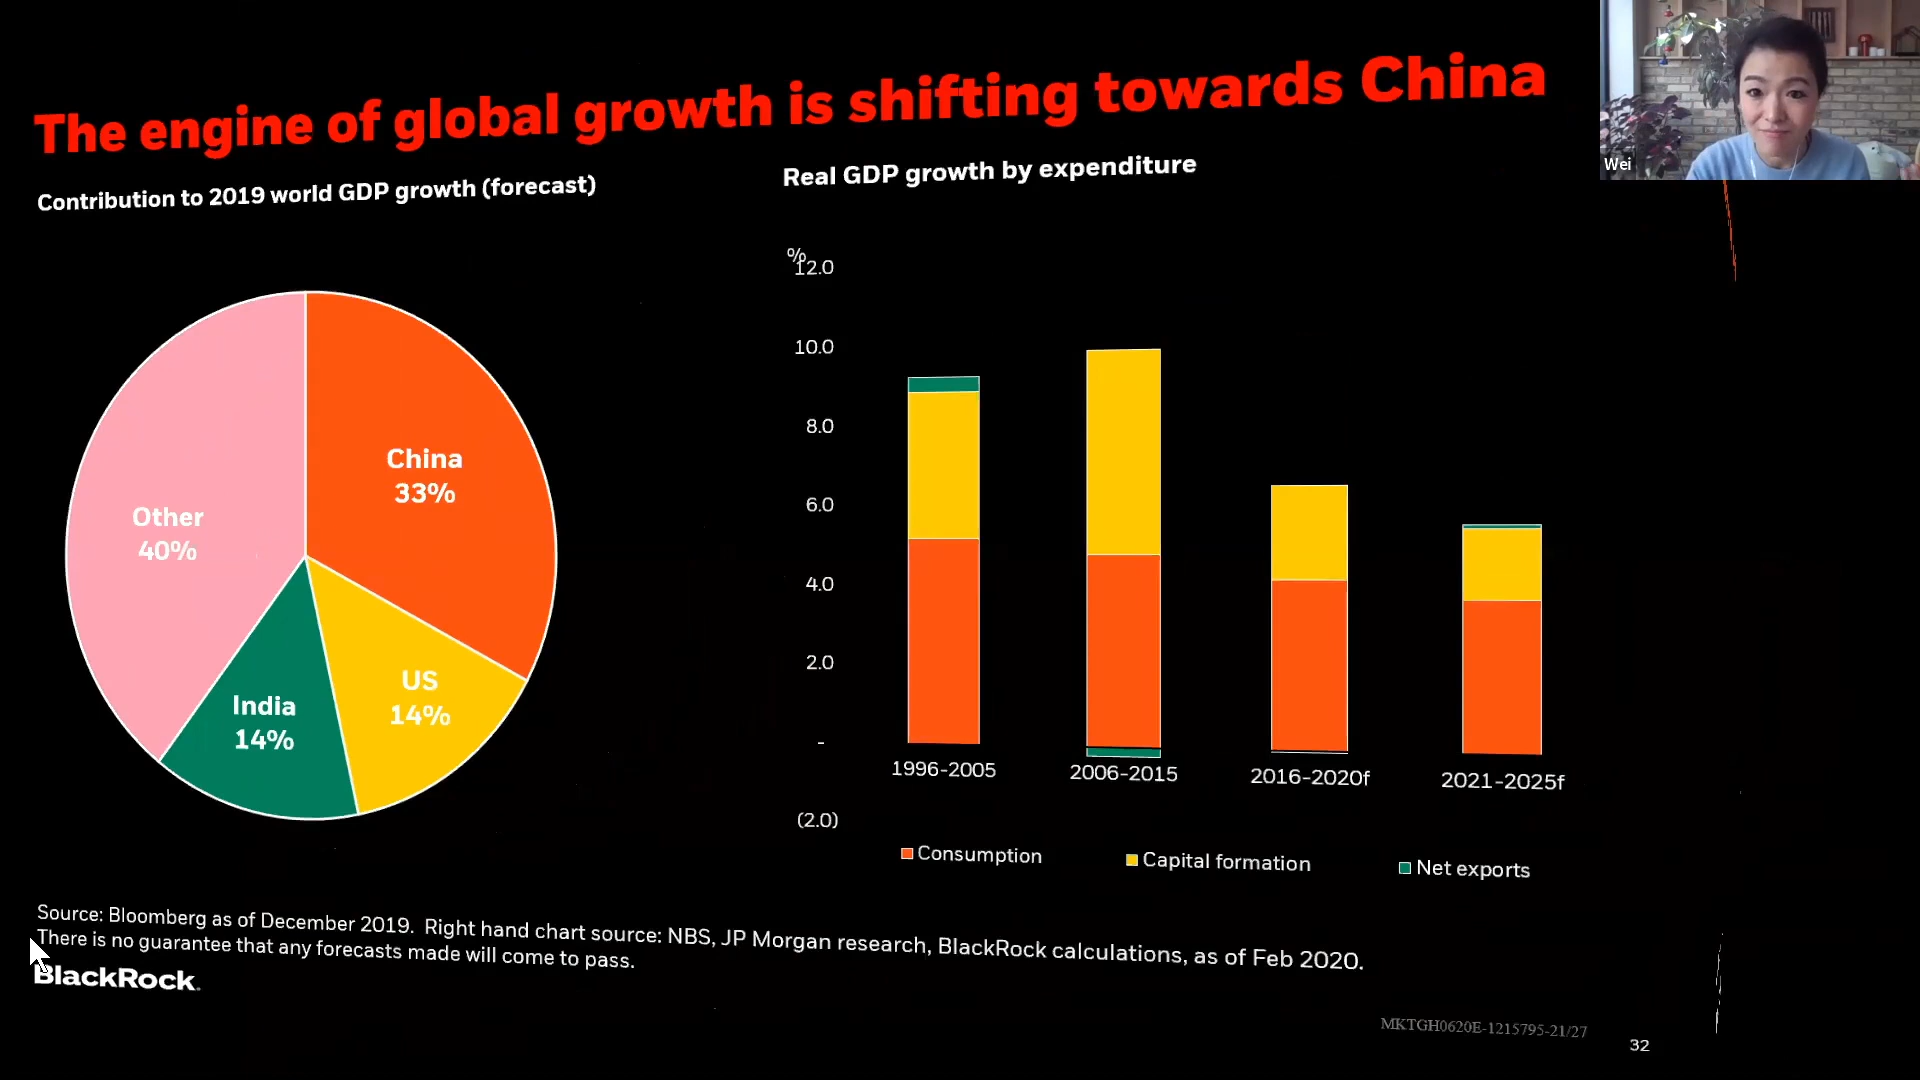 The engine of global growth is shifting towards China
Wei
Contribution to 2019 world GDP growth (forecast)
China
33%
Other
40%
US
14%
India
14%
Real GDP growth by expenditure
%
12.0
10.0
8.0
6.0
4.0
2.0
-
(2.0)
1996-2005
2006-2015
2016-2020f
2021-2025f
Consumption
Capital formation
Net exports
Source: Bloomberg as of December 2019. Right hand chart source: NBS, JP Morgan research, BlackRock calculations, as of Feb 2020.
There is no guarantee that any forecasts made will come to pass.
BlackRock.
MKTGH0620E-1215795-21/27
32